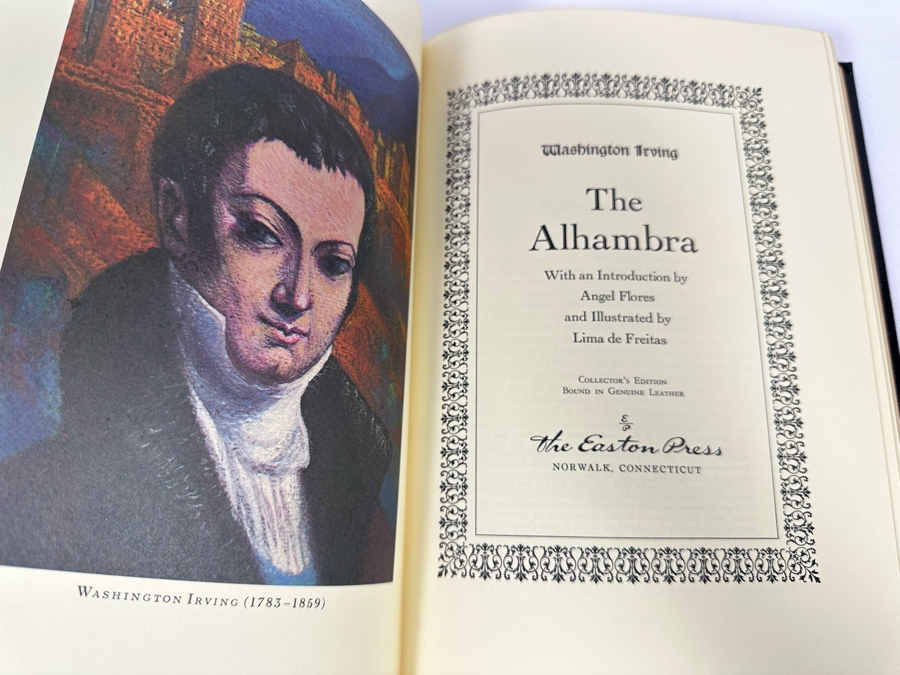 WASHINGTON IRVING (1783–1859)
Washington Irving
The
Alhambra
With an Introduction by
Angel Flores
and Illustrated by
Lima de Freitas
COLLECTOR'S EDITION
BOUND IN GENUINE LEATHER
The Easton Press
NORWALK, CONNECTICUT